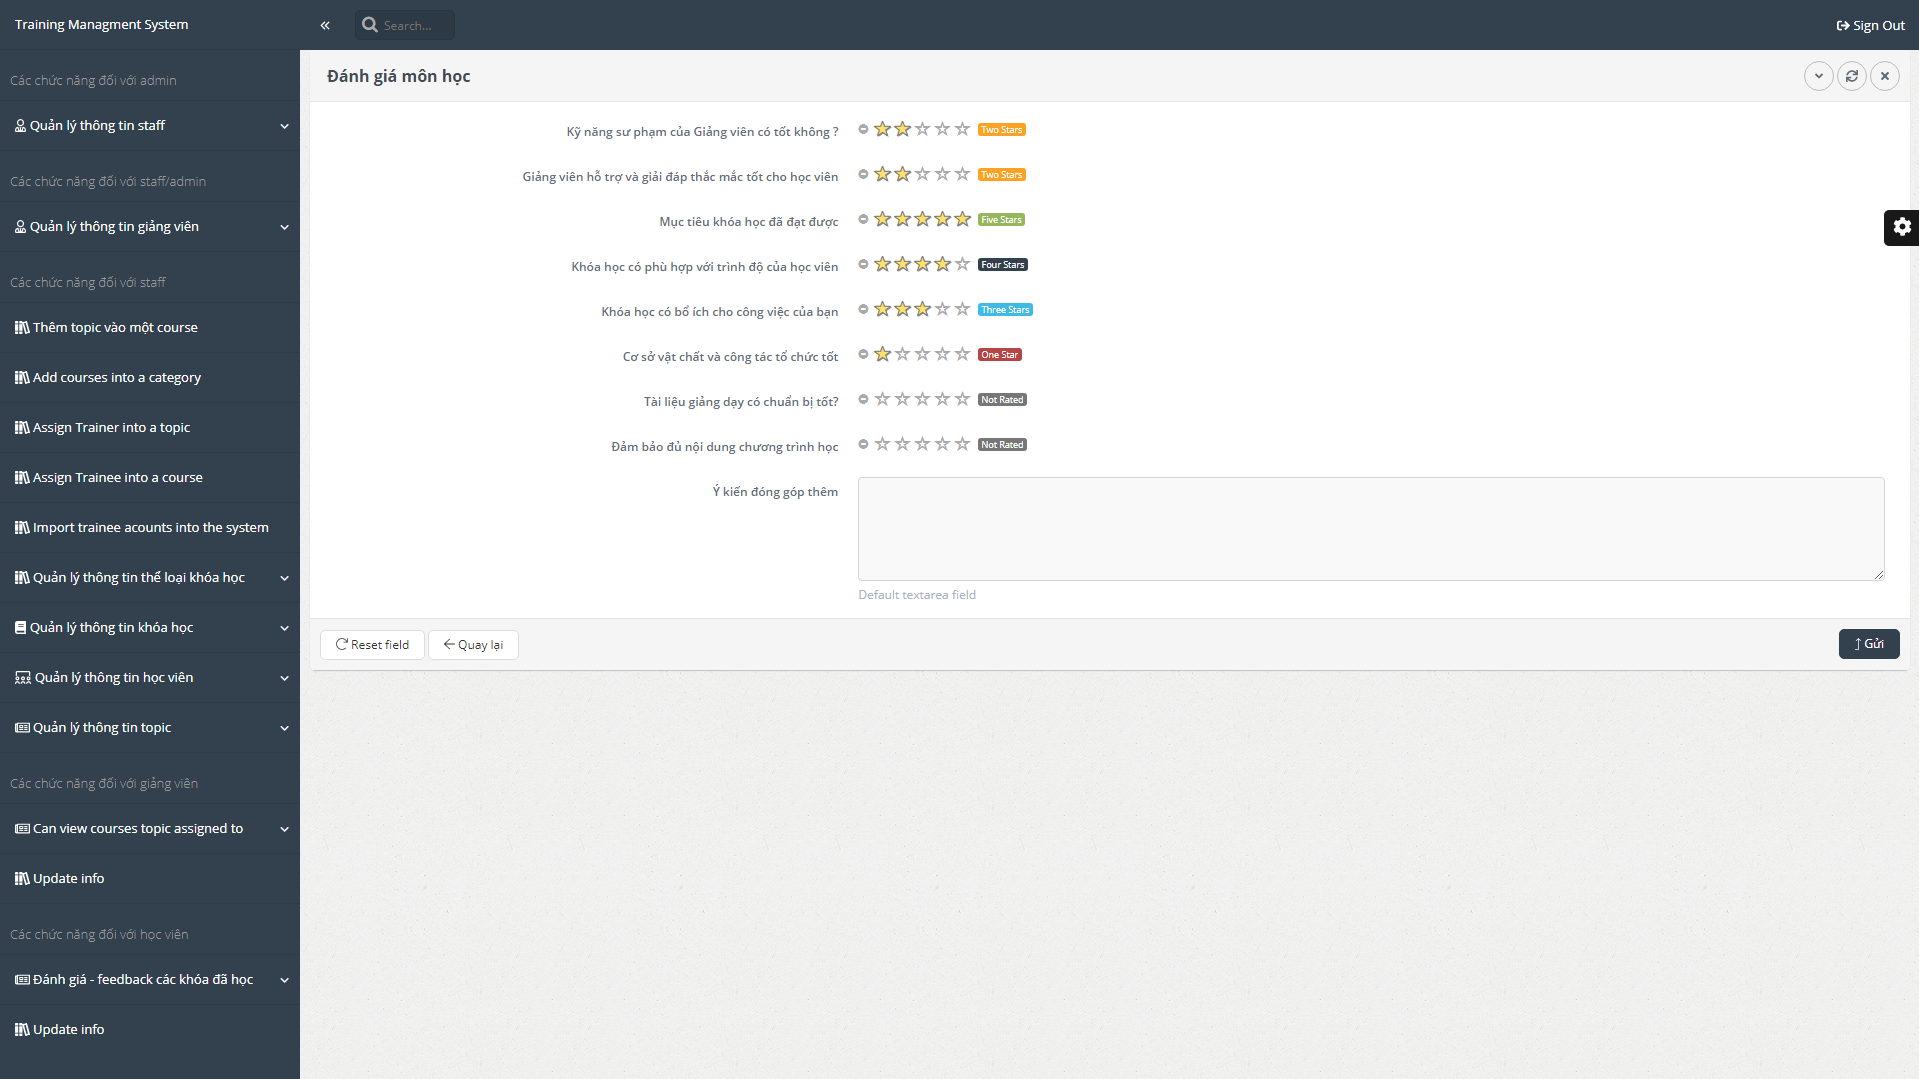 Training Managment System
Search...
Sign Out
Các chức năng đối với admin
Quản lý thông tin staff
Các chức năng đối với staff/admin
Quản lý thông tin giảng viên
Các chức năng đối với staff
Thêm topic vào một course
Add courses into a category
Assign Trainer into a topic
Assign Trainee into a course
Import trainee acounts into the system
Quản lý thông tin thể loại khóa học
Quản lý thông tin khóa học
Quản lý thông tin học viên
Quản lý thông tin topic
Các chức năng đối với giảng viên
Can view courses topic assigned to
Update info
Các chức năng đối với học viên
Đánh giá - feedback các khóa đã học
Update info
Đánh giá môn học
Kỹ năng sư phạm của Giảng viên có tốt không ? Two Stars
Giảng viên hỗ trợ và giải đáp thắc mắc tốt cho học viên Two Stars
Mục tiêu khóa học đã đạt được Five Stars
Khóa học có phù hợp với trình độ của học viên Four Stars
Khóa học có bổ ích cho công việc của bạn Three Stars
Cơ sở vật chất và công tác tổ chức tốt One Star
Tài liệu giảng dạy có chuẩn bị tốt? Not Rated
Đảm bảo đủ nội dung chương trình học Not Rated
Ý kiến đóng góp thêm
Default textarea field
Reset field
Quay lại
Gửi